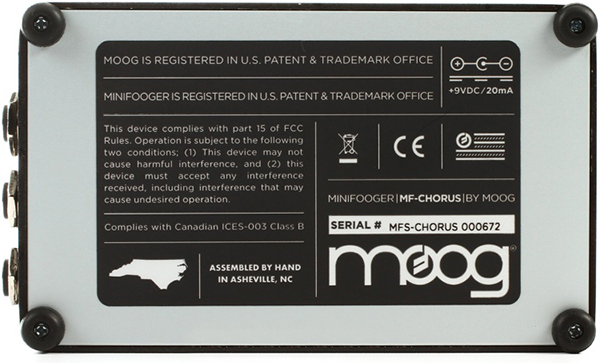 MOOG IS REGISTERED IN U.S. PATENT & TRADEMARK OFFICE
MINIFOOGER IS REGISTERED IN U.S. PATENT & TRADEMARK OFFICE
+9VDC/20mA
This device complies with part 15 of FCC
Rules. Operation is subject to the following
two conditions; (1) This device may not
cause harmful interference, and (2) this
device must accept any interference
received, including interference that may
cause undesired operation.
Complies with Canadian ICES-003 Class B
ASSEMBLED BY HAND
IN ASHEVILLE, NC
CE
MINIFOOGER|MF-CHORUS|BY MOOG
SERIAL # MFS-CHORUS 000672
moog